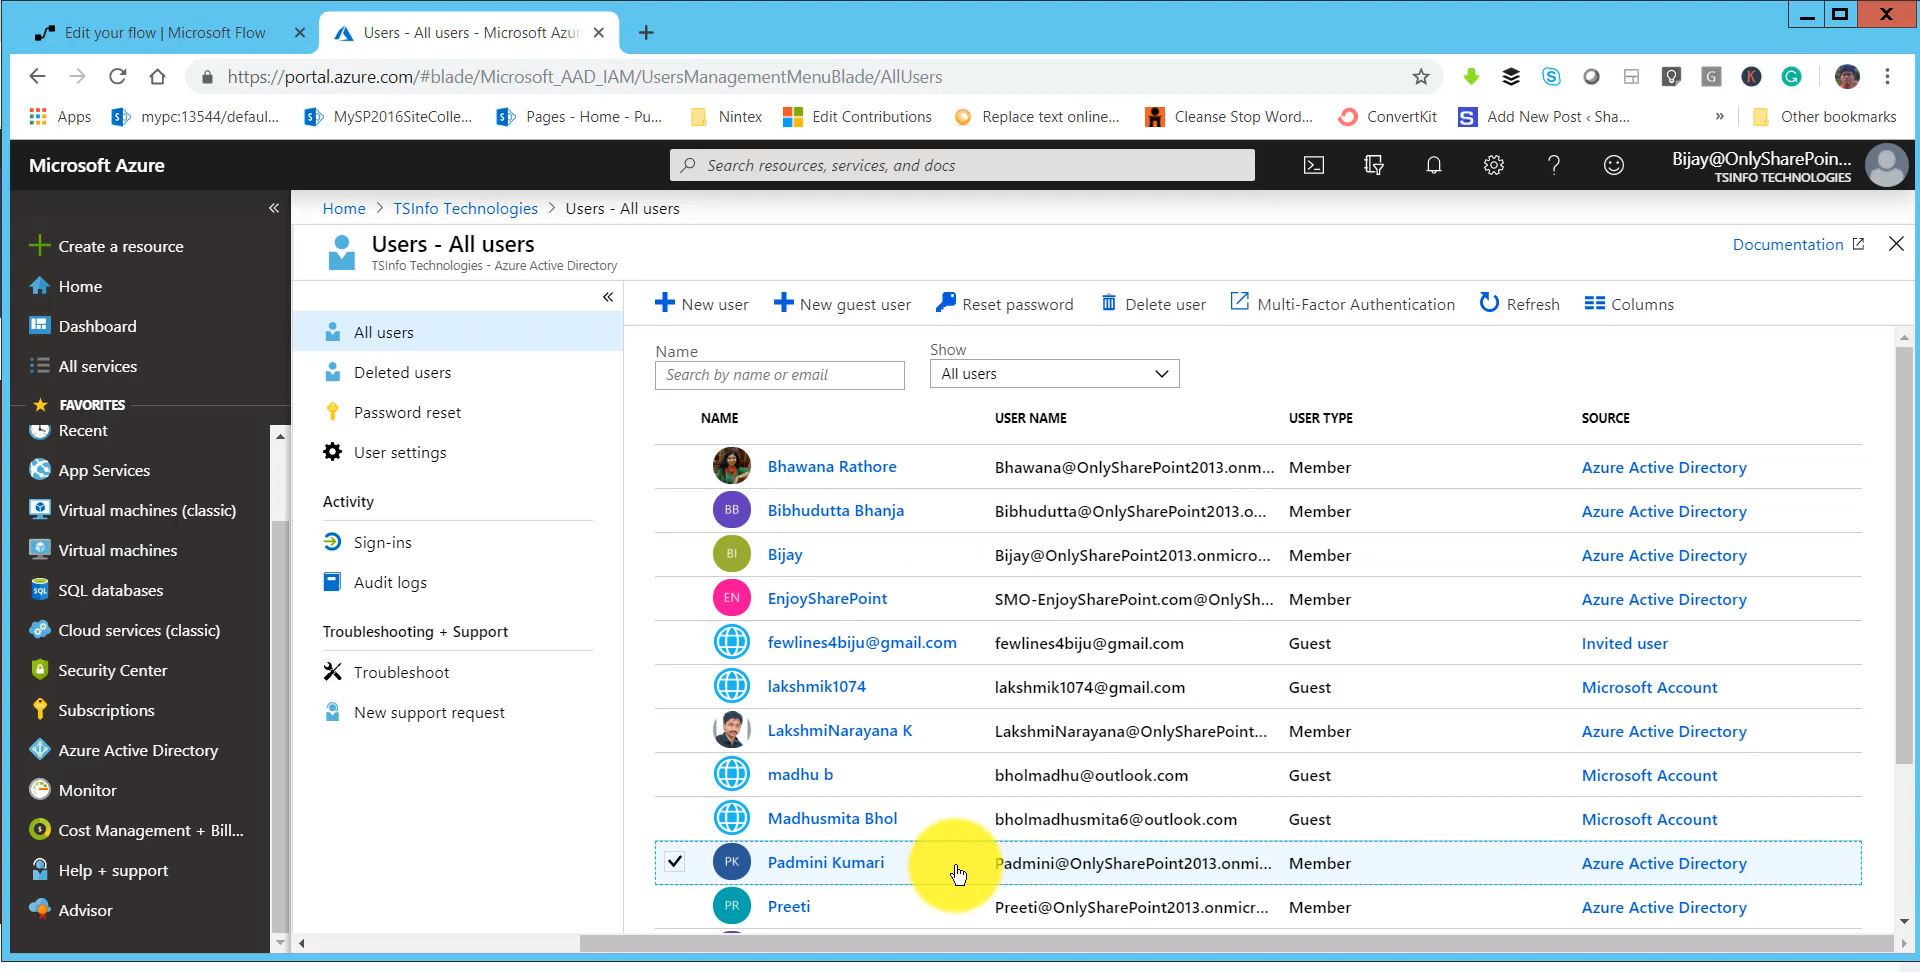 Edit your flow | Microsoft Flow
Users - All users - Microsoft Azu
https://portal.azure.com/#blade/Microsoft_AAD_IAM/UsersManagementMenuBlade/AllUsers
Apps
mypc:13544/defaul...
MySP2016SiteColle...
Pages - Home - Pu...
Nintex
Edit Contributions
Replace text online...
Cleanse Stop Word...
ConvertKit
Add New Post ‹ Sha...
»
Other bookmarks
Microsoft Azure
Search resources, services, and docs
Bijay@OnlySharePoin...
TSINFO TECHNOLOGIES
Create a resource
Home
Dashboard
All services
FAVORITES
Recent
App Services
Virtual machines (classic)
Virtual machines
SQL databases
Cloud services (classic)
Security Center
Subscriptions
Azure Active Directory
Monitor
Cost Management + Bill...
Help + support
Advisor
Home > TSInfo Technologies > Users - All users
Users - All users
TSInfo Technologies - Azure Active Directory
Documentation
All users
Deleted users
Password reset
User settings
Activity
Sign-ins
Audit logs
Troubleshooting + Support
Troubleshoot
New support request
New user
New guest user
Reset password
Delete user
Multi-Factor Authentication
Refresh
Columns
Name
Search by name or email
Show
All users
NAME USER NAME USER TYPE SOURCE
Bhawana Rathore Bhawana@OnlySharePoint2013.onm... Member Azure Active Directory
BB Bibhudutta Bhanja Bibhudutta@OnlySharePoint2013.o... Member Azure Active Directory
BI Bijay Bijay@OnlySharePoint2013.onmicro... Member Azure Active Directory
EN EnjoySharePoint SMO-EnjoySharePoint.com@OnlySh... Member Azure Active Directory
fewlines4biju@gmail.com fewlines4biju@gmail.com Guest Invited user
lakshmik1074 lakshmik1074@gmail.com Guest Microsoft Account
LakshmiNarayana K LakshmiNarayana@OnlySharePoint... Member Azure Active Directory
madhu b bholmadhu@outlook.com Guest Microsoft Account
Madhusmita Bhol bholmadhusmita6@outlook.com Guest Microsoft Account
PK Padmini Kumari Padmini@OnlySharePoint2013.onmi... Member Azure Active Directory
PR Preeti Preeti@OnlySharePoint2013.onmicr... Member Azure Active Directory